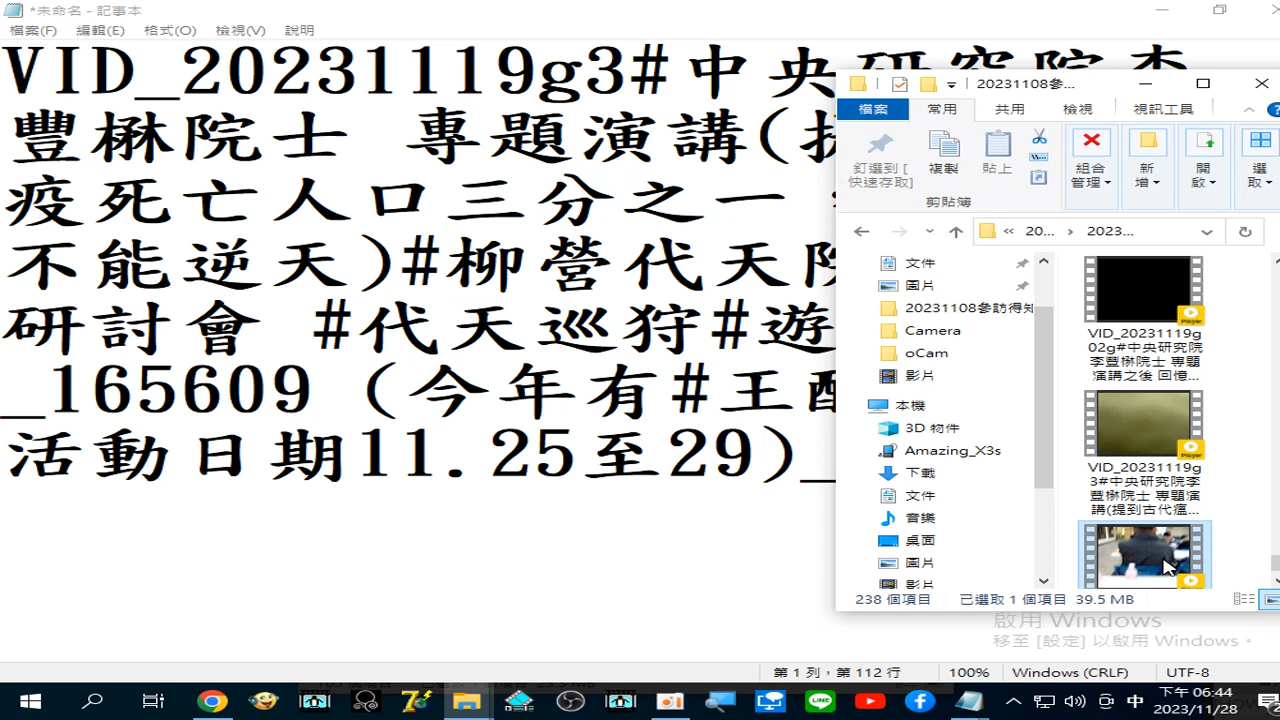 *未命名 - 記事本
檔案(F) 編輯(E) 格式(O) 檢視(V) 說明
VID_20231119g3#中央研究院李
豐楙院士 專題演講(提
疫死亡人口三分之一
不能逆天)#柳營代天院
研討會 #代天巡狩#遊
_165609 (今年有#王醮
活動日期11.25至29)_
20231108參...
檔案 常用 共用 檢視 視訊工具
釘選到 [
快速存取]
複製
貼上
組合
管理
新
增
開
啟
選
取
剪貼簿
« 20... › 2023...
文件
圖片
20231108參訪得知
Camera
oCam
影片
本機
3D 物件
Amazing_X3s
下載
文件
音樂
桌面
圖片
影片
VID_20231119g
02g#中央研究院
李豐楙院士 專題
演講之後 回憶...
VID_20231119g
3#中央研究院李
豐楙院士 專題演
講(提到古代瘟...
238 個項目 已選取 1 個項目 39.5 MB
啟用 Windows
移至 [設定] 以啟用 Windows。
第 1 列，第 112 行 100% Windows (CRLF) UTF-8
中 下午 06:44
2023/11/28